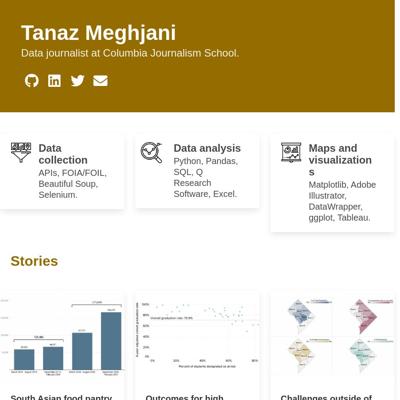 Tanaz Meghjani
Data journalist at Columbia Journalism School.
Data
collection
APIs, FOIA/FOIL,
Beautiful Soup,
Selenium.
Data analysis
Python, Pandas,
SQL, Q
Research
Software, Excel.
Maps and
visualization
s
Matplotlib, Adobe
Illustrator,
DataWrapper,
ggplot, Tableau.
Stories
South Asian food pantry
Outcomes for high
Challenges outside of